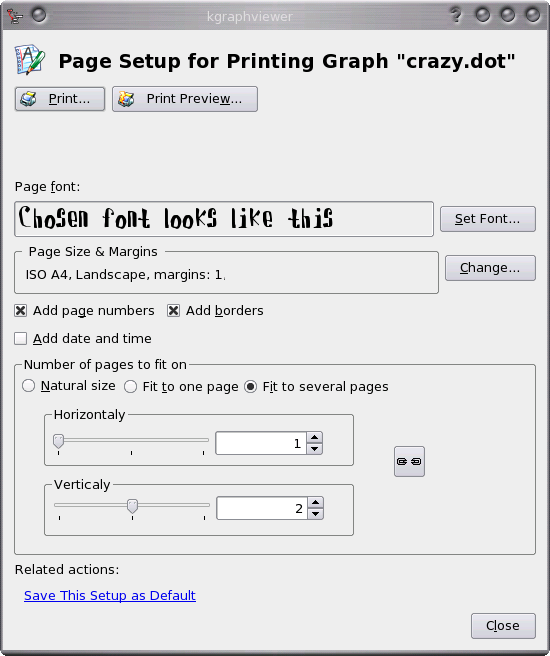 kgraphviewer
Page Setup for Printing Graph "crazy.dot"
Print... Print Preview...
Page font:
Chosen font looks like this
Set Font...
Page Size & Margins
ISO A4, Landscape, margins: 1,
Change...
Add page numbers Add borders
Add date and time
Number of pages to fit on
Natural size Fit to one page Fit to several pages
Horizontaly
1
Verticaly
2
Related actions:
Save This Setup as Default
Close